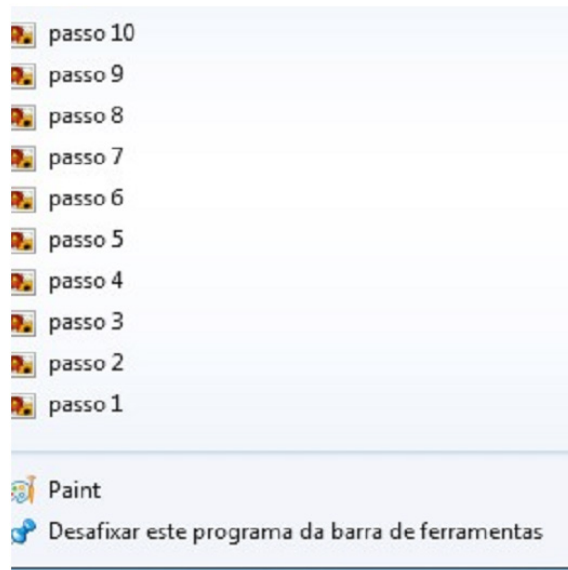 passo 10
passo 9
passo 8
passo 7
passo 6
passo 5
passo 4
passo 3
passo 2
passo 1
Paint
Desafixar este programa da barra de ferramentas